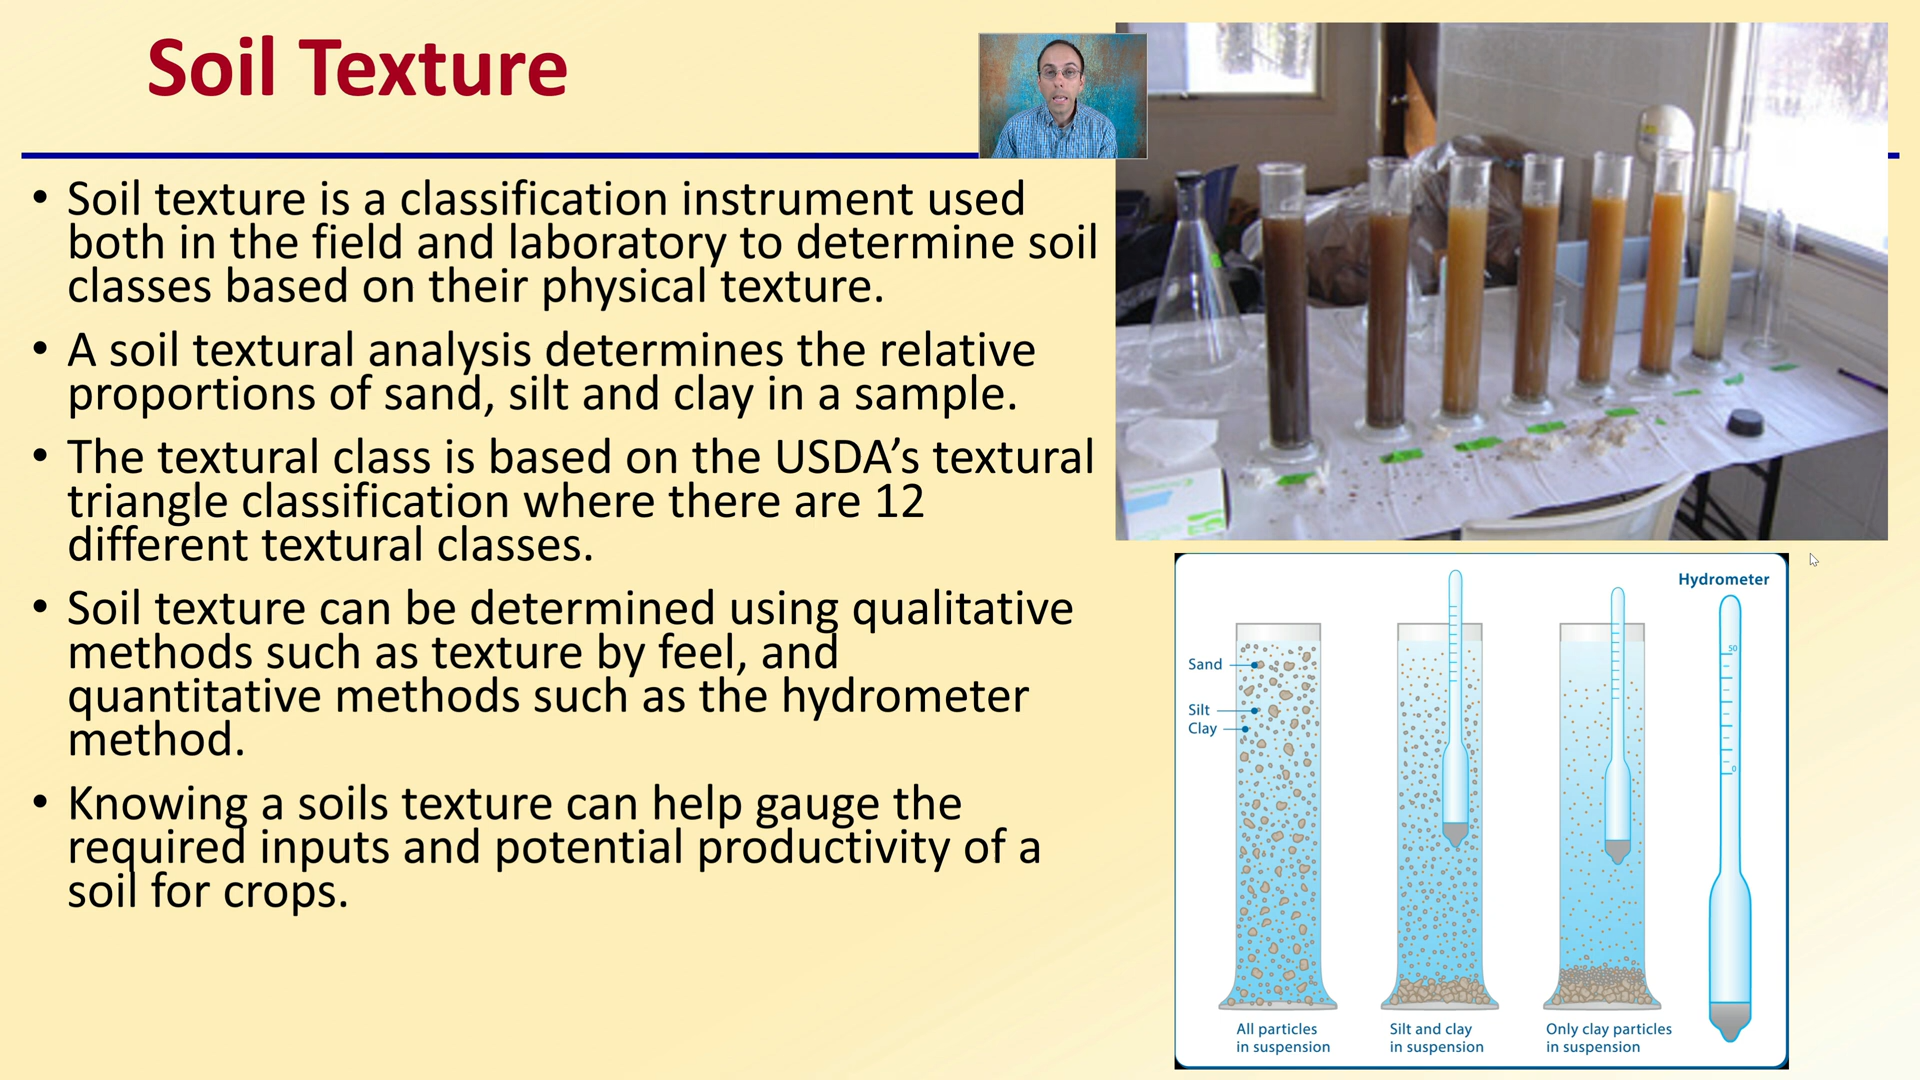 Soil Texture
• Soil texture is a classification instrument used
both in the field and laboratory to determine soil
classes based on their physical texture.
• A soil textural analysis determines the relative
proportions of sand, silt and clay in a sample.
• The textural class is based on the USDA’s textural
triangle classification where there are 12
different textural classes.
• Soil texture can be determined using qualitative
methods such as texture by feel, and
quantitative methods such as the hydrometer
method.
• Knowing a soils texture can help gauge the
required inputs and potential productivity of a
soil for crops.
Hydrometer
50
0
Sand
Silt
Clay
All particles
in suspension
Silt and clay
in suspension
Only clay particles
in suspension